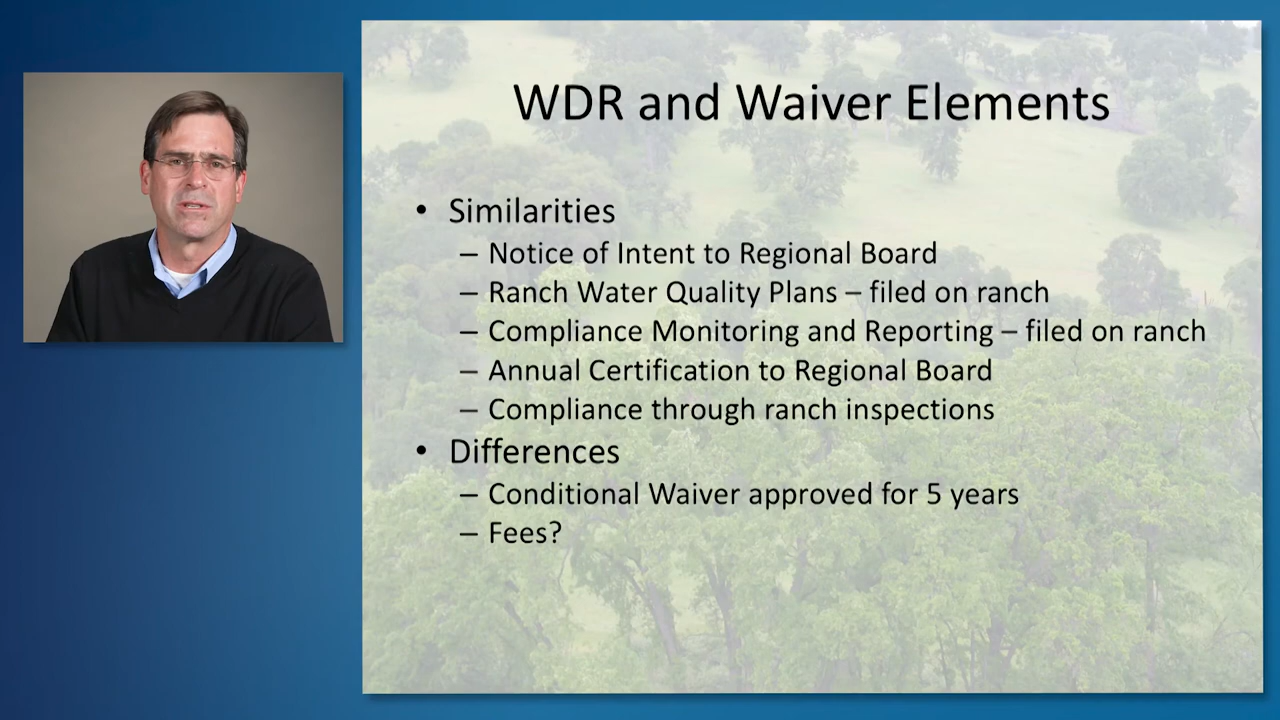 WDR and Waiver Elements
• Similarities
– Notice of Intent to Regional Board
– Ranch Water Quality Plans – filed on ranch
– Compliance Monitoring and Reporting – filed on ranch
– Annual Certification to Regional Board
– Compliance through ranch inspections
• Differences
– Conditional Waiver approved for 5 years
– Fees?